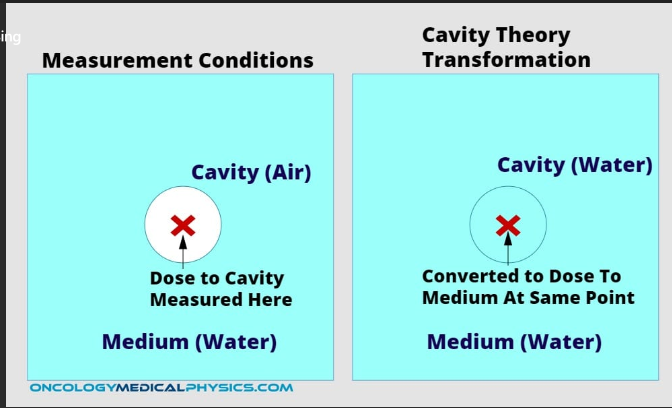 ing
Measurement Conditions
Cavity (Air)
Dose to Cavity
Measured Here
Medium (Water)
ONCOLOGYMEDICALPHYSICS.COM
Cavity Theory
Transformation
Cavity (Water)
Converted to Dose To
Medium At Same Point
Medium (Water)